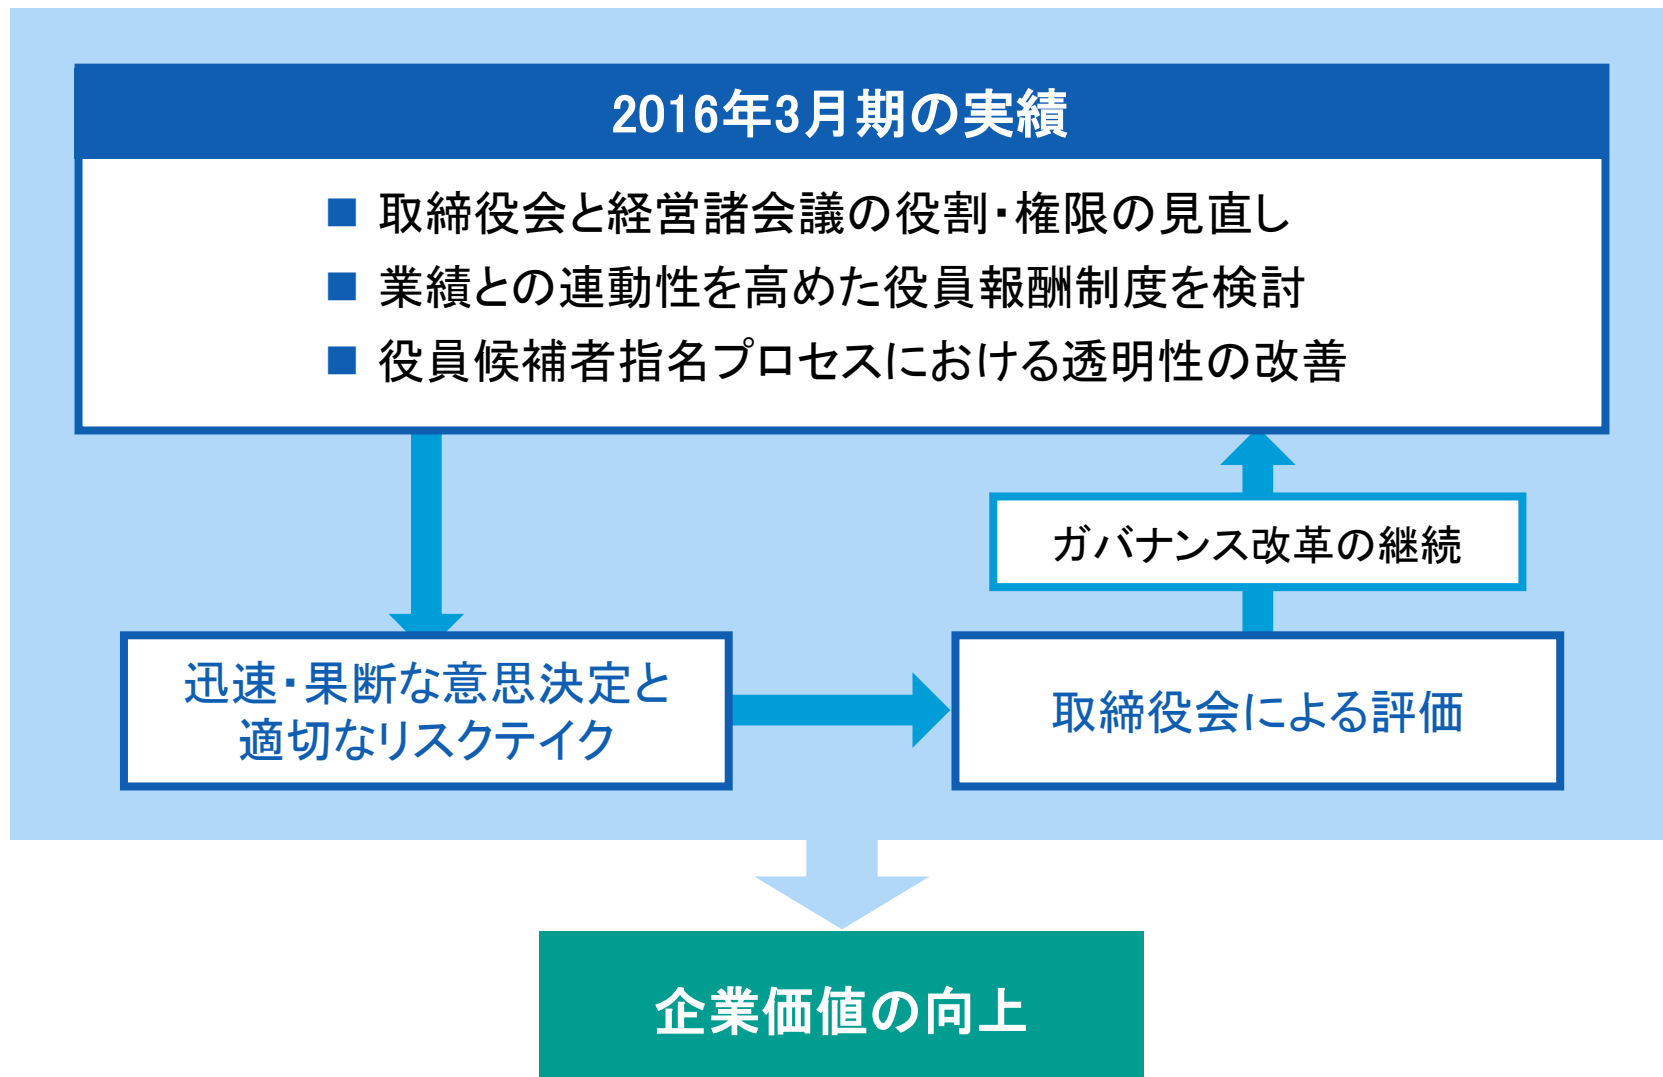 2016年3月期の実績
■ 取締役会と経営諸会議の役割・権限の見直し
■ 業績との連動性を高めた役員報酬制度を検討
■ 役員候補者指名プロセスにおける透明性の改善
ガバナンス改革の継続
迅速・果断な意思決定と
適切なリスクテイク
取締役会による評価
企業価値の向上